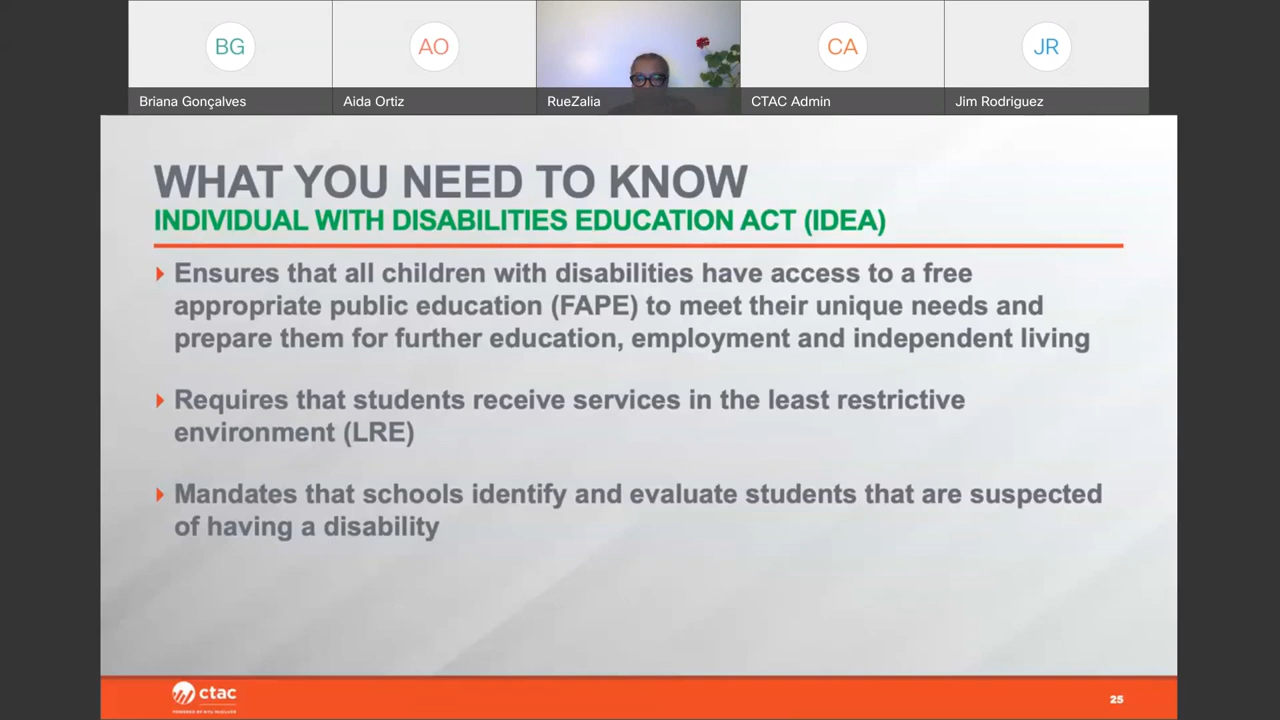 BG
AO
CA
JR
Briana Gonçalves
Aida Ortiz
RueZalia
CTAC Admin
Jim Rodriguez
WHAT YOU NEED TO KNOW
INDIVIDUAL WITH DISABILITIES EDUCATION ACT (IDEA)
Ensures that all children with disabilities have access to a free
appropriate public education (FAPE) to meet their unique needs and
prepare them for further education, employment and independent living
Requires that students receive services in the least restrictive
environment (LRE)
Mandates that schools identify and evaluate students that are suspected
of having a disability
ctac
POWERED BY NYU McSILVER
25